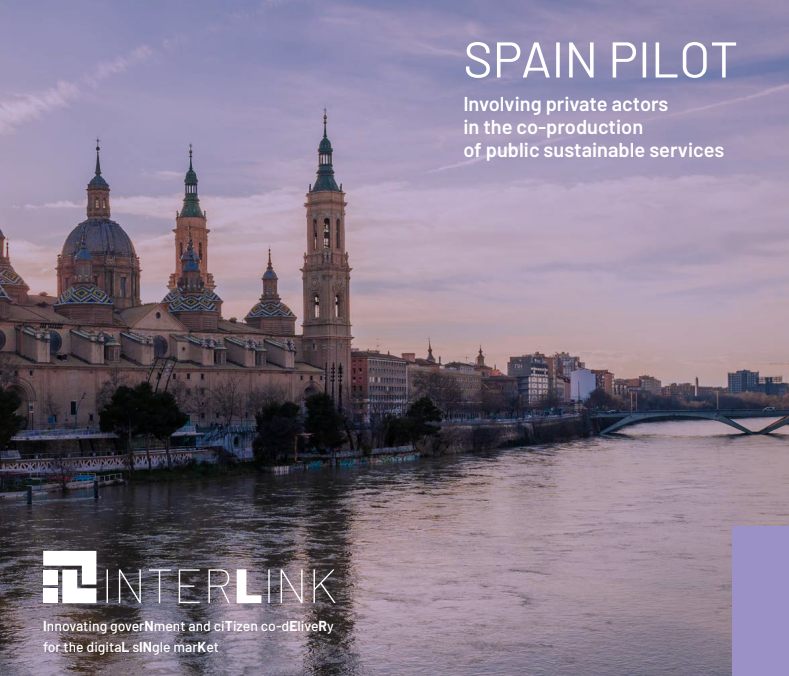 SPAIN PILOT
Involving private actors
in the co-production
of public sustainable services
INTERLINK
Innovating goverNment and ciTizen co-dEliveRy
for the digitaL sINgle marKet